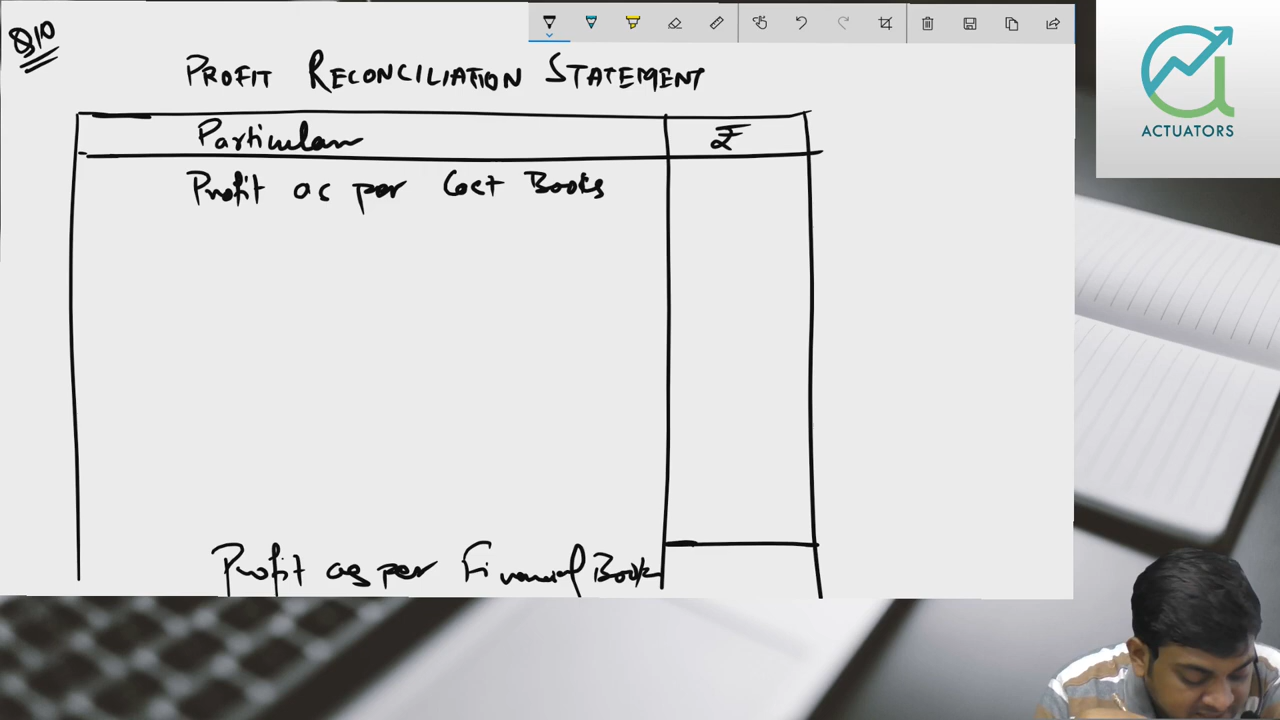 Q10
PROFIT RECONCILIATION STATEMENT
Particulars ₹
Profit as per Cost Books
Profit as per Financial Books
ACTUATORS